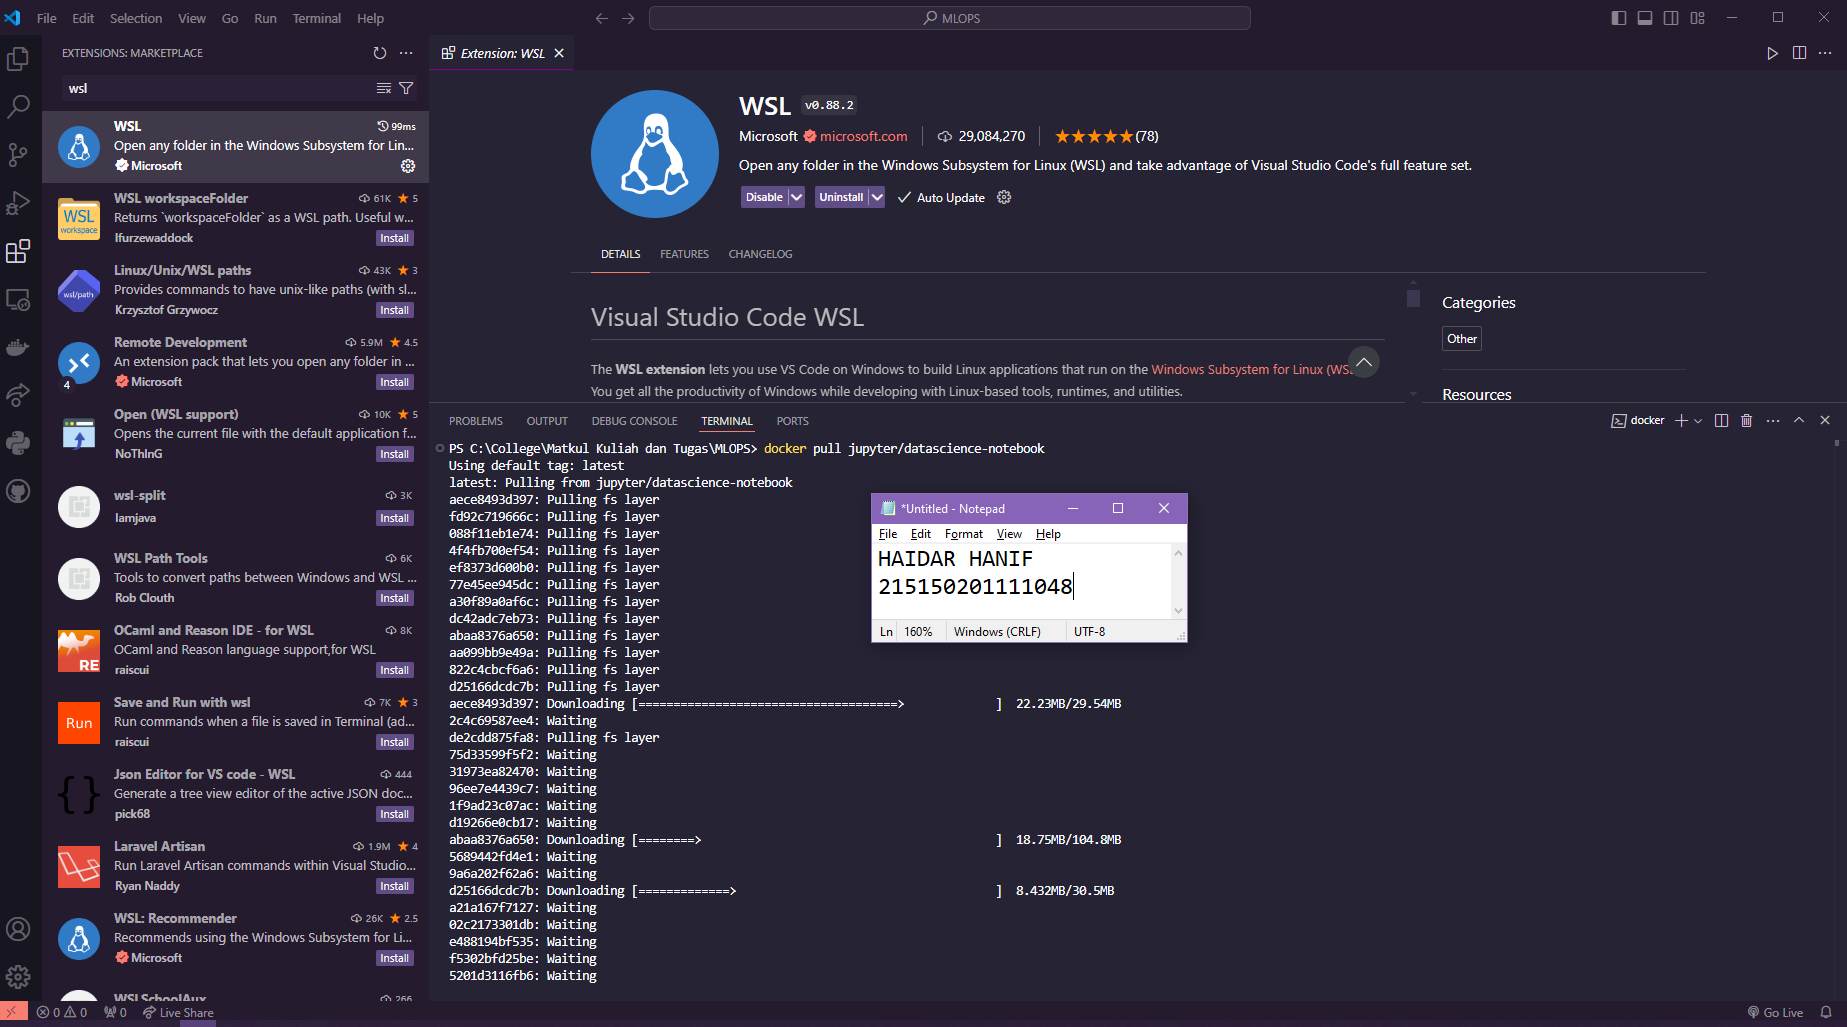 File Edit Selection View Go Run Terminal Help
MLOPS
EXTENSIONS: MARKETPLACE
wsl
WSL 99ms
Open any folder in the Windows Subsystem for Lin...
Microsoft
WSL workspace
WSL workspaceFolder 61K 5
Returns `workspaceFolder` as a WSL path. Useful w...
lfurzewaddock Install
wsl/path
Linux/Unix/WSL paths 43K 3
Provides commands to have unix-like paths (with sl...
Krzysztof Grzywocz Install
4
Remote Development 5.9M 4.5
An extension pack that lets you open any folder in ...
Microsoft Install
Open (WSL support) 10K 5
Opens the current file with the default application f...
NoThInG Install
wsl-split 3K
Iamjava Install
WSL Path Tools 6K
Tools to convert paths between Windows and WSL ...
Rob Clouth Install
RE
OCaml and Reason IDE - for WSL 8K
OCaml and Reason language support,for WSL
raiscui Install
Run
Save and Run with wsl 7K 3
Run commands when a file is saved in Terminal (ad...
raiscui Install
{}
Json Editor for VS code - WSL 444
Generate a tree view editor of the active JSON doc...
pick68 Install
Laravel Artisan 1.9M 4
Run Laravel Artisan commands within Visual Studio...
Ryan Naddy Install
WSL: Recommender 26K 2.5
Recommends using the Windows Subsystem for Li...
Microsoft Install
WSLSchoolAux 266
Extension: WSL
WSL v0.88.2
Microsoft microsoft.com 29,084,270 (78)
Open any folder in the Windows Subsystem for Linux (WSL) and take advantage of Visual Studio Code's full feature set.
Disable Uninstall Auto Update
DETAILS FEATURES CHANGELOG
Visual Studio Code WSL
The WSL extension lets you use VS Code on Windows to build Linux applications that run on the Windows Subsystem for Linux (WS
You get all the productivity of Windows while developing with Linux-based tools, runtimes, and utilities.
Categories
Other
Resources
PROBLEMS OUTPUT DEBUG CONSOLE TERMINAL PORTS docker
PS C:\College\Matkul Kuliah dan Tugas\MLOPS> docker pull jupyter/datascience-notebook
Using default tag: latest
latest: Pulling from jupyter/datascience-notebook
aece8493d397: Pulling fs layer
fd92c719666c: Pulling fs layer
088f11eb1e74: Pulling fs layer
4f4fb700ef54: Pulling fs layer
ef8373d600b0: Pulling fs layer
77e45ee945dc: Pulling fs layer
a30f89a0af6c: Pulling fs layer
dc42adc7eb73: Pulling fs layer
abaa8376a650: Pulling fs layer
aa099bb9e49a: Pulling fs layer
822c4cbcf6a6: Pulling fs layer
d25166dcdc7b: Pulling fs layer
aece8493d397: Downloading [=====================================> ] 22.23MB/29.54MB
2c4c69587ee4: Waiting
de2cdd875fa8: Pulling fs layer
75d33599f5f2: Waiting
31973ea82470: Waiting
96ee7e4439c7: Waiting
1f9ad23c07ac: Waiting
d19266e0cb17: Waiting
abaa8376a650: Downloading [========> ] 18.75MB/104.8MB
5689442fd4e1: Waiting
9a6a202f62a6: Waiting
d25166dcdc7b: Downloading [=============> ] 8.432MB/30.5MB
a21a167f7127: Waiting
02c2173301db: Waiting
e488194bf535: Waiting
f5302bfd25be: Waiting
5201d3116fb6: Waiting
*Untitled - Notepad
File Edit Format View Help
HAIDAR HANIF
215150201111048
Ln 160% Windows (CRLF) UTF-8
0 0 0 Live Share Go Live